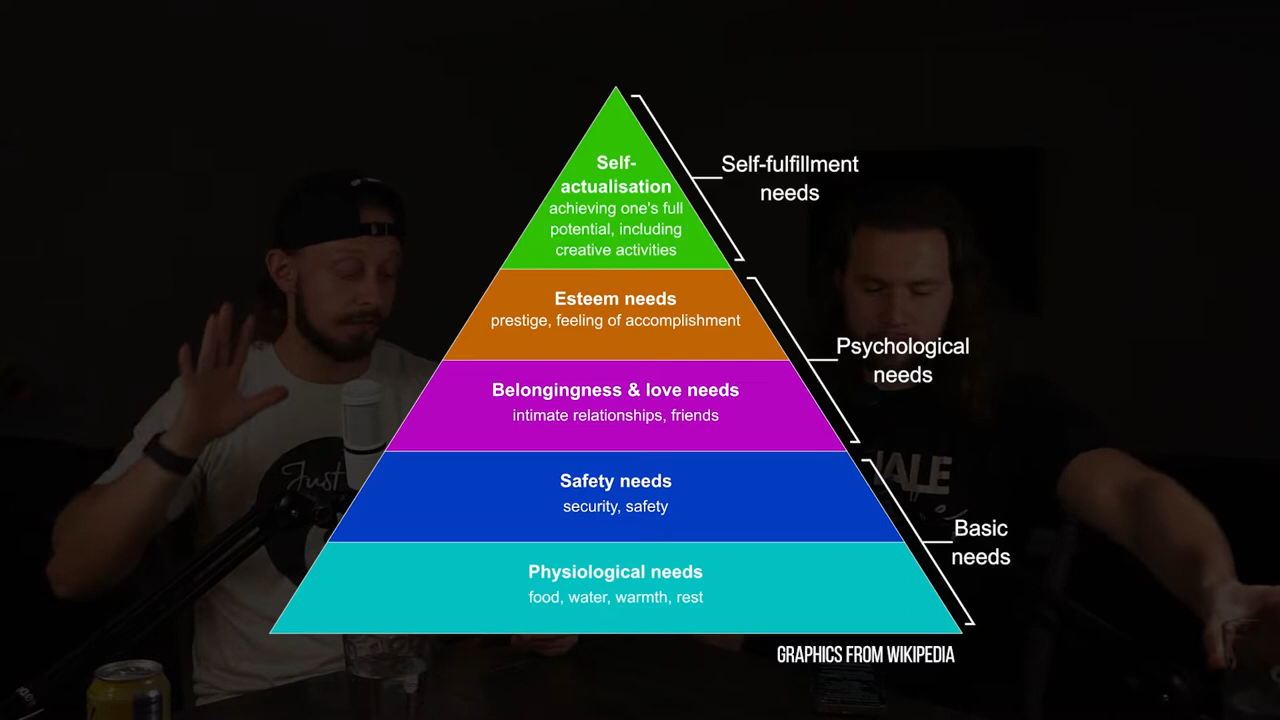 Self-
actualisation
achieving one's full
potential, including
creative activities
Esteem needs
prestige, feeling of accomplishment
Belongingness & love needs
intimate relationships, friends
Safety needs
security, safety
Physiological needs
food, water, warmth, rest
Self-fulfillment
needs
Psychological
needs
Basic
needs
Just
GRAPHICS FROM WIKIPEDIA